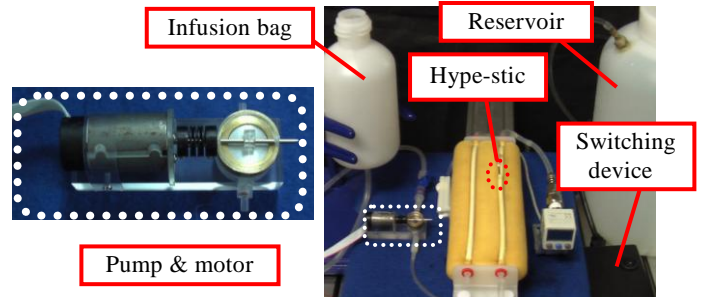 Infusion bag
Reservoir
Hype-stic
Switching
device
Pump & motor